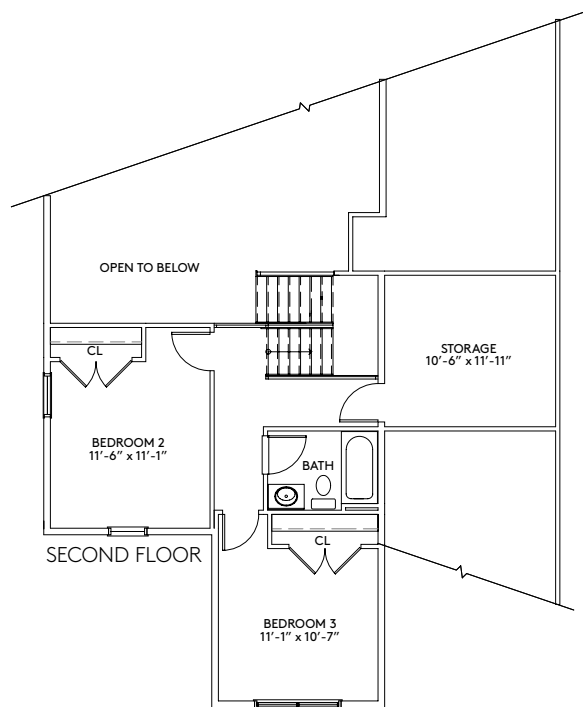 OPEN TO BELOW
CL
STORAGE
10'-6" x 11'-11"
BEDROOM 2
11'-6" x 11'-1"
BATH
CL
SECOND FLOOR
BEDROOM 3
11'-1" x 10'-7"